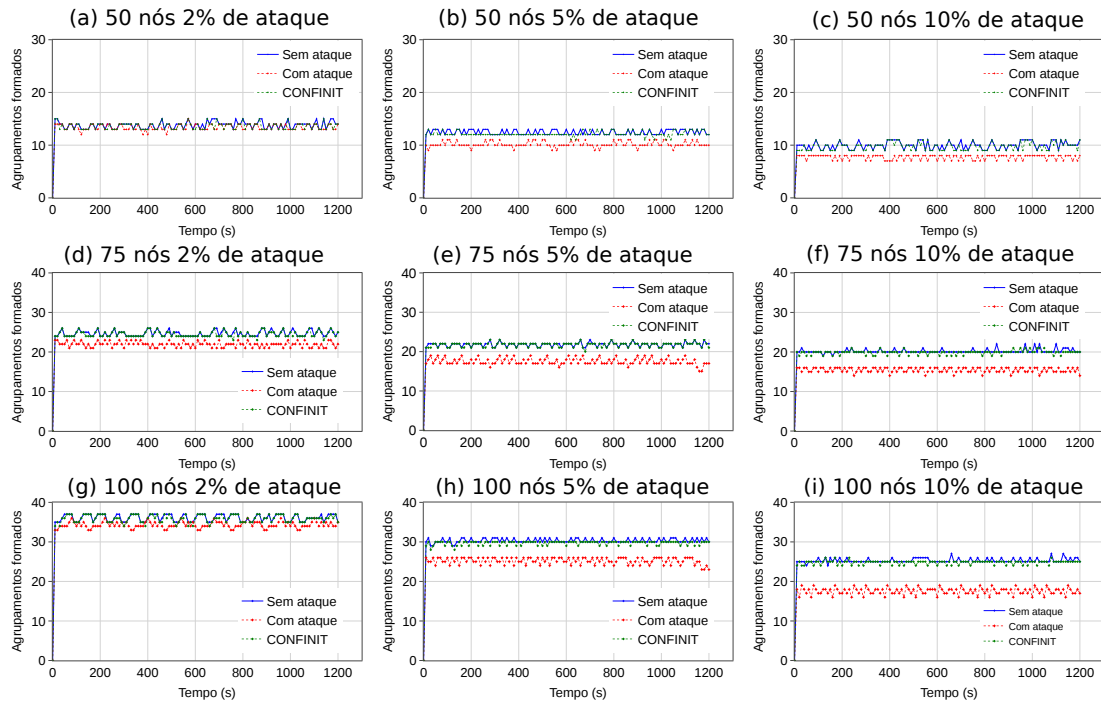 (a) 50 nós 2% de ataque
Agrupamentos formados
30
20
10
0
Sem ataque
Com ataque
CONFINIT
0 200 400 600 800 1000 1200
Tempo (s)
(b) 50 nós 5% de ataque
Agrupamentos formados
30
20
10
0
Sem ataque
Com ataque
CONFINIT
0 200 400 600 800 1000 1200
Tempo (s)
(c) 50 nós 10% de ataque
Agrupamentos formados
30
20
10
0
Sem ataque
Com ataque
CONFINIT
0 200 400 600 800 1000 1200
Tempo (s)
(d) 75 nós 2% de ataque
Agrupamentos formados
40
30
20
10
0
Sem ataque
Com ataque
CONFINIT
0 200 400 600 800 1000 1200
Tempo (s)
(e) 75 nós 5% de ataque
Agrupamentos formados
40
30
20
10
0
Sem ataque
Com ataque
CONFINIT
0 200 400 600 800 1000 1200
Tempo (s)
(f) 75 nós 10% de ataque
Agrupamentos formados
40
30
20
10
0
Sem ataque
Com ataque
CONFINIT
0 200 400 600 800 1000 1200
Tempo (s)
(g) 100 nós 2% de ataque
Agrupamentos formados
40
30
20
10
0
Sem ataque
Com ataque
CONFINIT
0 200 400 600 800 1000 1200
Tempo (s)
(h) 100 nós 5% de ataque
Agrupamentos formados
40
30
20
10
0
Sem ataque
Com ataque
CONFINIT
0 200 400 600 800 1000 1200
Tempo (s)
(i) 100 nós 10% de ataque
Agrupamentos formados
40
30
20
10
0
Sem ataque
Com ataque
CONFINIT
0 200 400 600 800 1000 1200
Tempo (s)